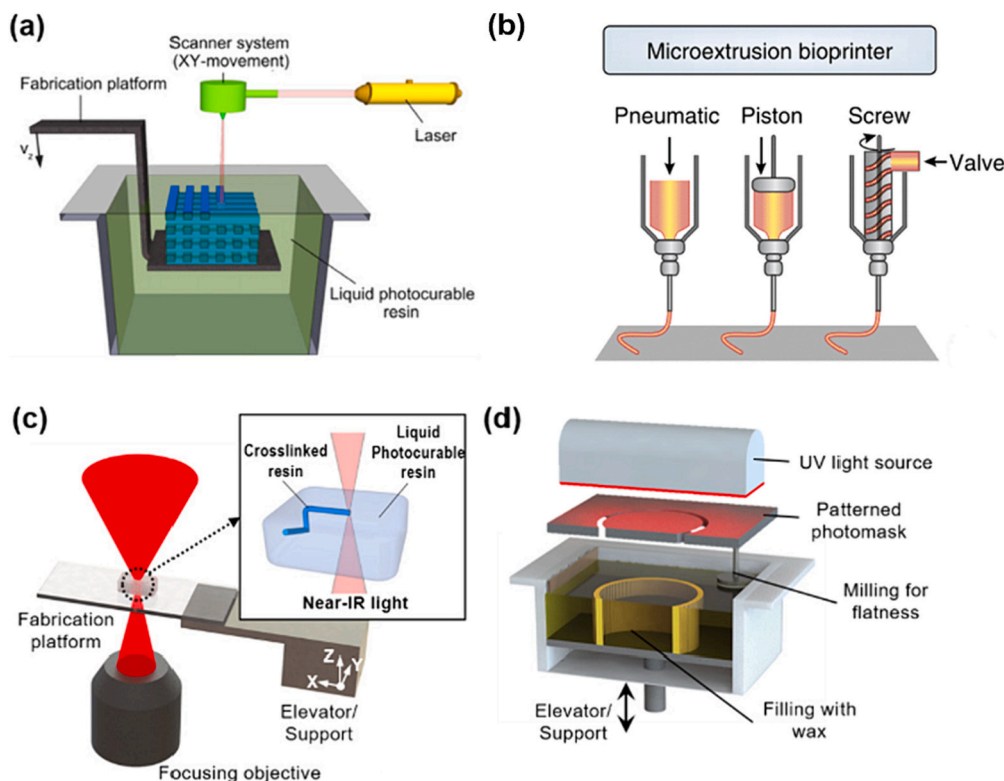 (a)
Scanner system
(XY-movement)
Fabrication platform
Laser
Vz
Liquid photocurable
resin
(b)
Microextrusion bioprinter
Pneumatic
Piston
Screw
Valve
(c)
Crosslinked
resin
Liquid
Photocurable
resin
Near-IR light
Fabrication
platform
Z
Y
X
Elevator/
Support
Focusing objective
(d)
UV light source
Patterned
photomask
Milling for
flatness
Elevator/
Support
Filling with
wax